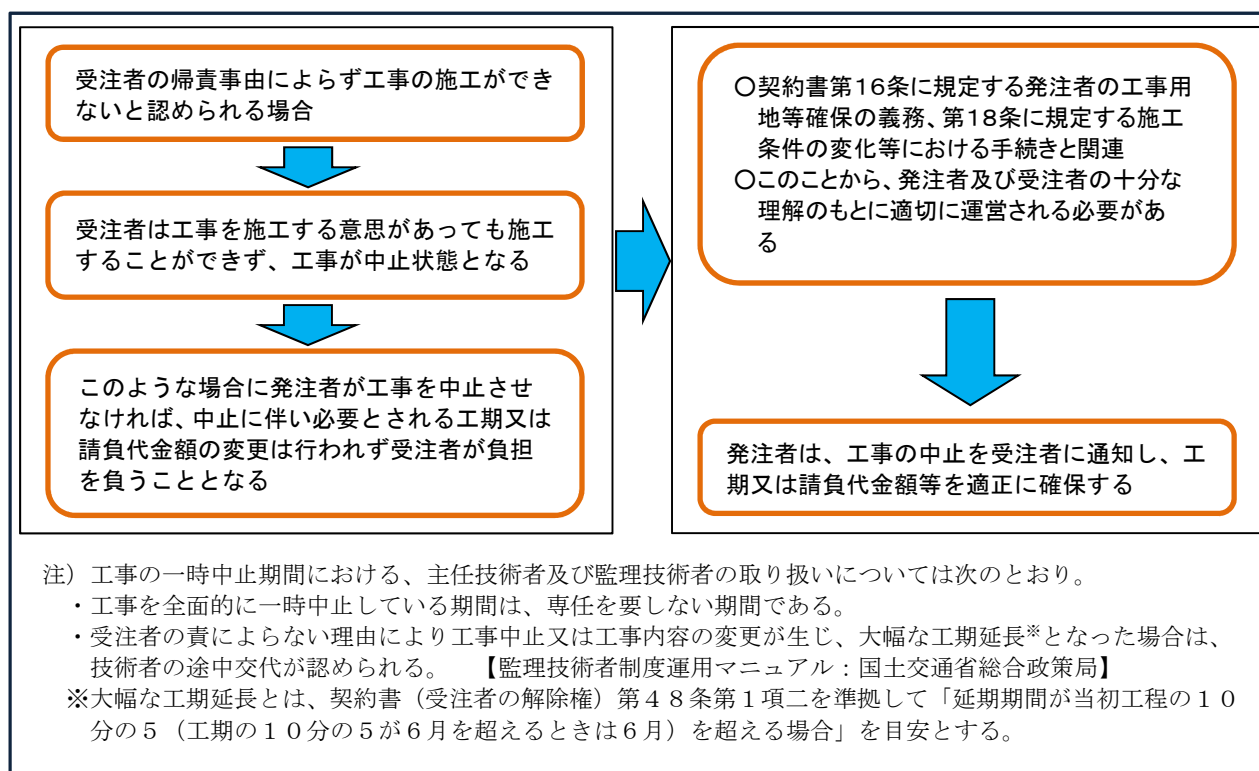 受注者の帰責事由によらず工事の施工ができ
ないと認められる場合
受注者は工事を施工する意思があっても施工
することができず、工事が中止状態となる
このような場合に発注者が工事を中止させ
なければ、中止に伴い必要とされる工期又は
請負代金額の変更は行われず受注者が負担
を負うこととなる
〇契約書第16条に規定する発注者の工事用
地等確保の義務、第18条に規定する施工
条件の変化等における手続きと関連
〇このことから、発注者及び受注者の十分な
理解のもとに適切に運営される必要があ
る
発注者は、工事の中止を受注者に通知し、工
期又は請負代金額等を適正に確保する
注）工事の一時中止期間における、主任技術者及び監理技術者の取り扱いについては次のとおり。
・工事を全面的に一時中止している期間は、専任を要しない期間である。
・受注者の責によらない理由により工事中止又は工事内容の変更が生じ、大幅な工期延長※となった場合は、
技術者の途中交代が認められる。　【監理技術者制度運用マニュアル：国土交通省総合政策局】
※大幅な工期延長とは、契約書（受注者の解除権）第４８条第１項二を準拠して「延期期間が当初工程の１０
分の５（工期の１０分の５が６月を超えるときは６月）を超える場合」を目安とする。